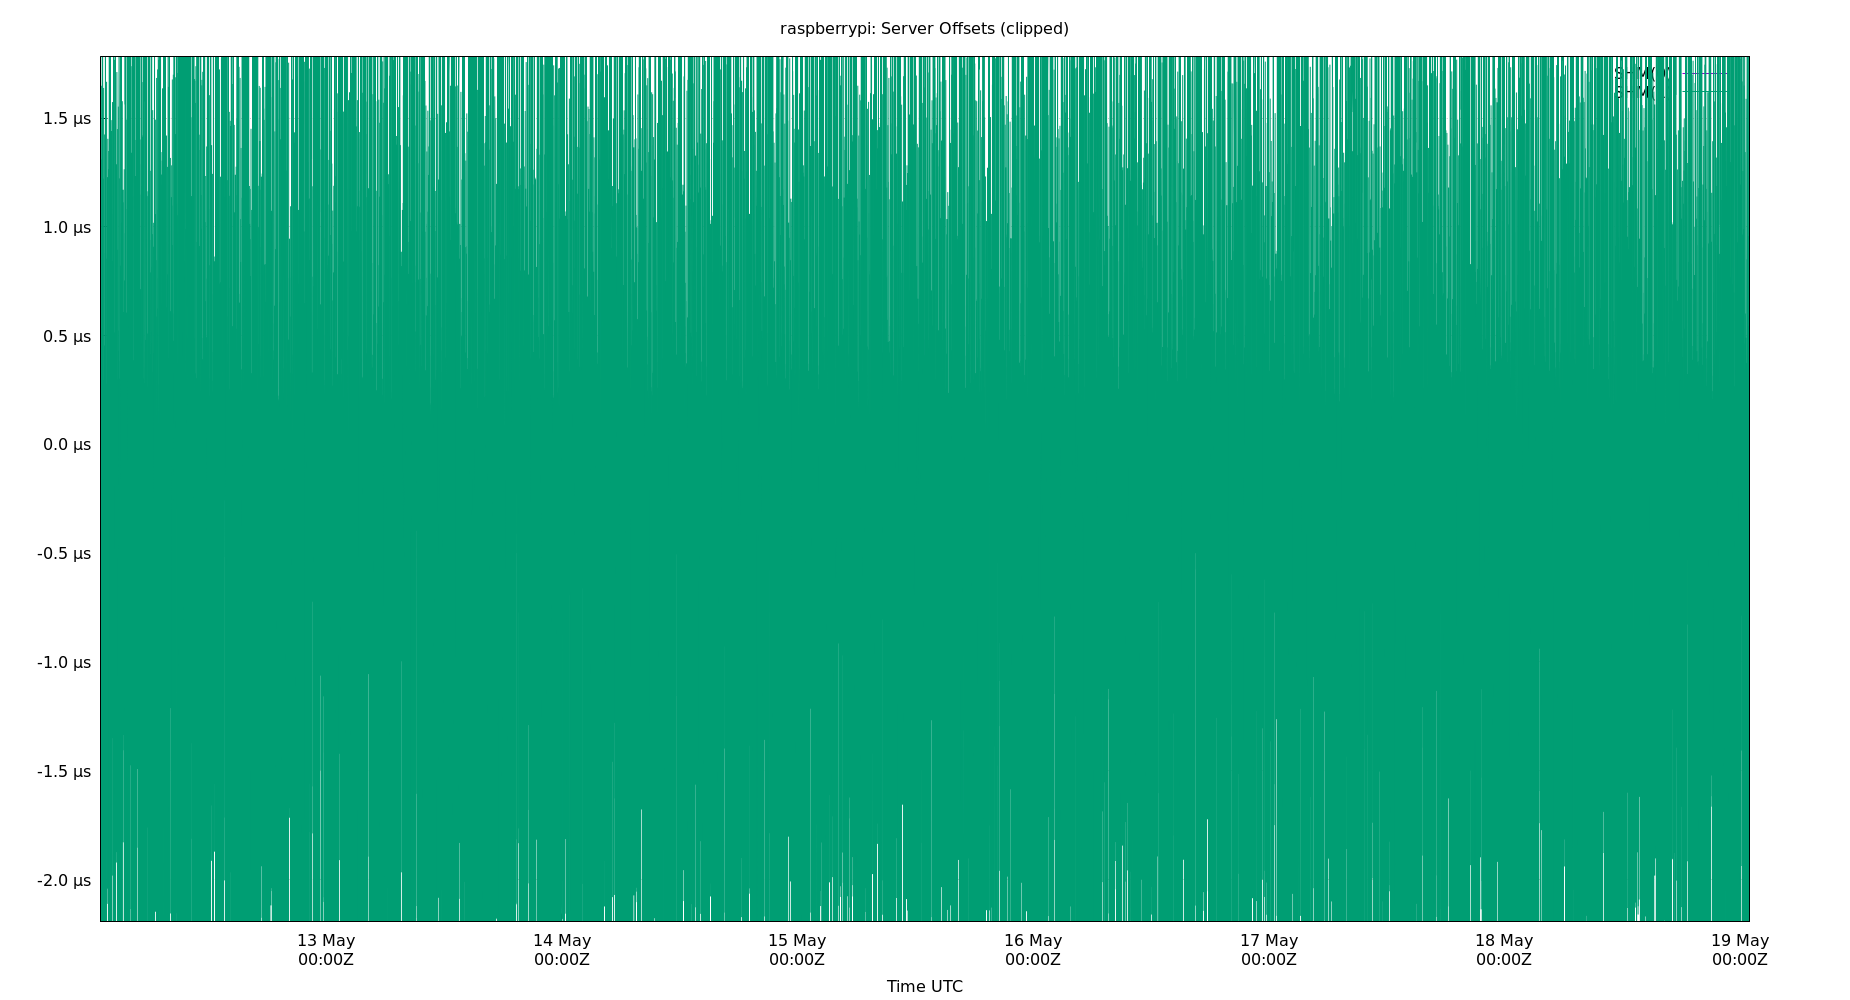 raspberrypi: Server Offsets (clipped)
1.5 µs
1.0 µs
0.5 µs
0.0 µs
-0.5 µs
-1.0 µs
-1.5 µs
-2.0 µs
13 May
00:00Z
14 May
00:00Z
15 May
00:00Z
16 May
00:00Z
17 May
00:00Z
18 May
00:00Z
19 May
00:00Z
Time UTC